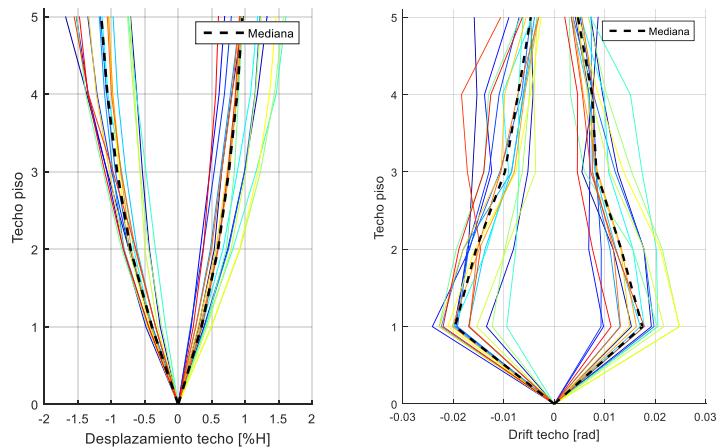 5
4
3
2
1
0
Techo piso
Mediana
-2 -1.5 -1 -0.5 0 0.5 1 1.5 2
Desplazamiento techo [%H]
5
4
3
2
1
0
Techo piso
Mediana
-0.03 -0.02 -0.01 0 0.01 0.02 0.03
Drift techo [rad]